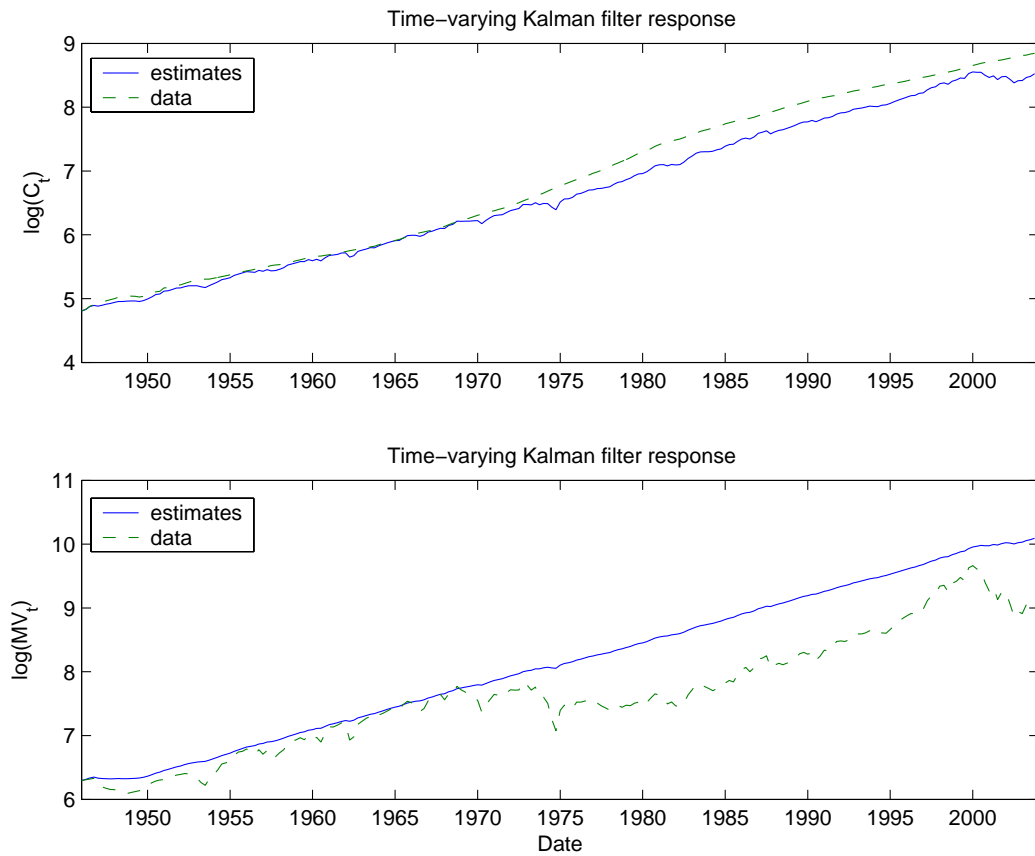 Time−varying Kalman filter response
9
8
7
6
5
4
log(C_t)
estimates
data
1950 1955 1960 1965 1970 1975 1980 1985 1990 1995 2000
Time−varying Kalman filter response
11
10
9
8
7
6
log(MV_t)
estimates
data
1950 1955 1960 1965 1970 1975 1980 1985 1990 1995 2000
Date